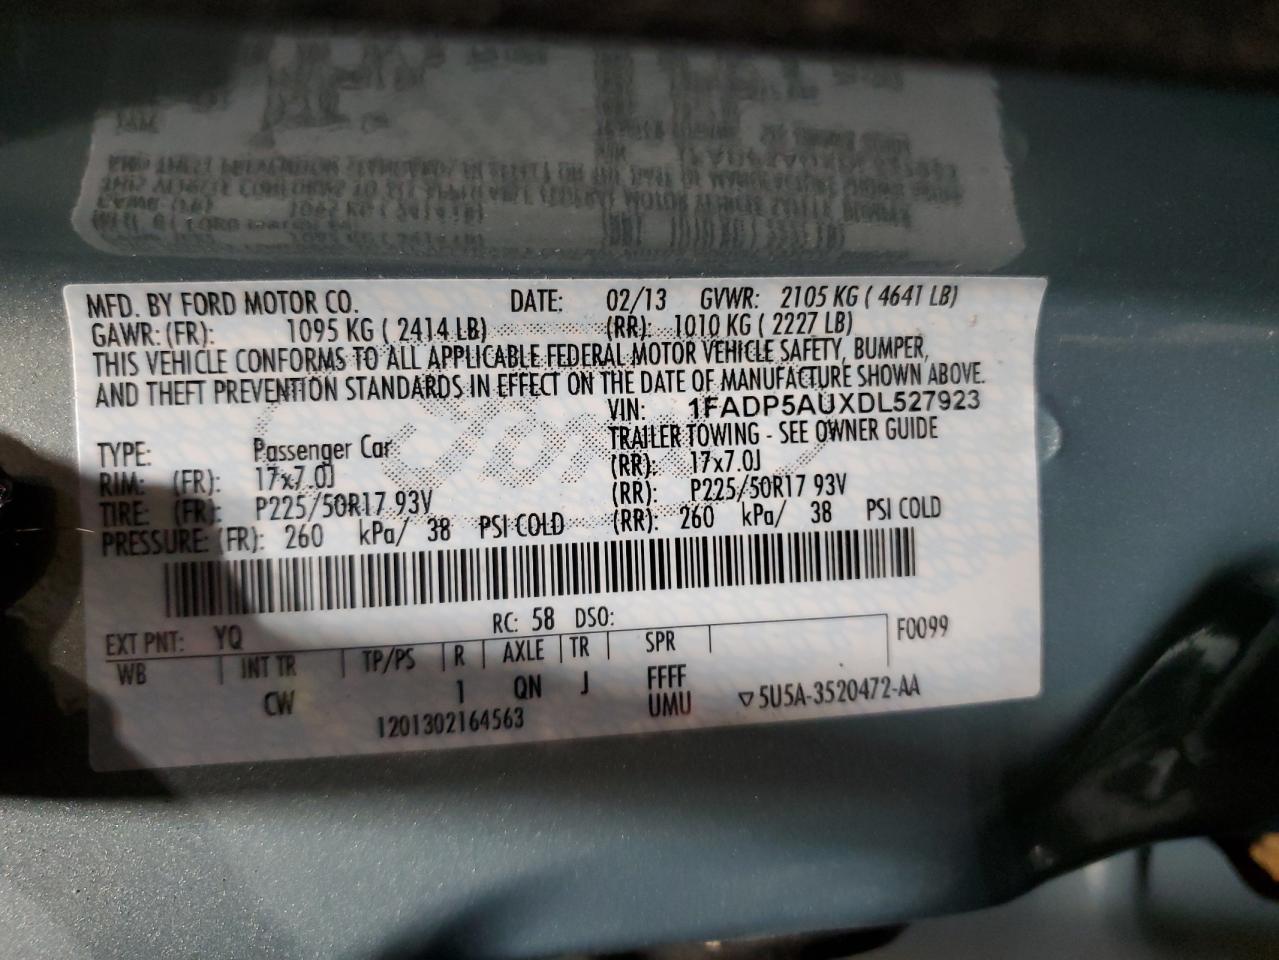 MFD. BY FORD MOTOR CO. DATE: 02/13 GVWR: 2105 KG ( 4641 LB)
GAWR: (FR): 1095 KG ( 2414 LB) (RR): 1010 KG ( 2227 LB)
THIS VEHICLE CONFORMS TO ALL APPLICABLE FEDERAL MOTOR VEHICLE SAFETY, BUMPER,
AND THEFT PREVENTION STANDARDS IN EFFECT ON THE DATE OF MANUFACTURE SHOWN ABOVE.
VIN: 1FADP5AUXDL527923
TYPE: Passenger Car TRAILER TOWING - SEE OWNER GUIDE
RIM: (FR): 17x7.0J (RR): 17x7.0J
TIRE: (FR): P225/50R17 93V (RR): P225/50R17 93V
PRESSURE: (FR): 260 kPa/ 38 PSI COLD (RR): 260 kPa/ 38 PSI COLD
RC: 58 DSO:
EXT PNT: YQ F0099
WB INT TR TP/PS R AXLE TR SPR
CW 1 QN J FFFF
1201302164563 UMU ▽5U5A-3520472-AA